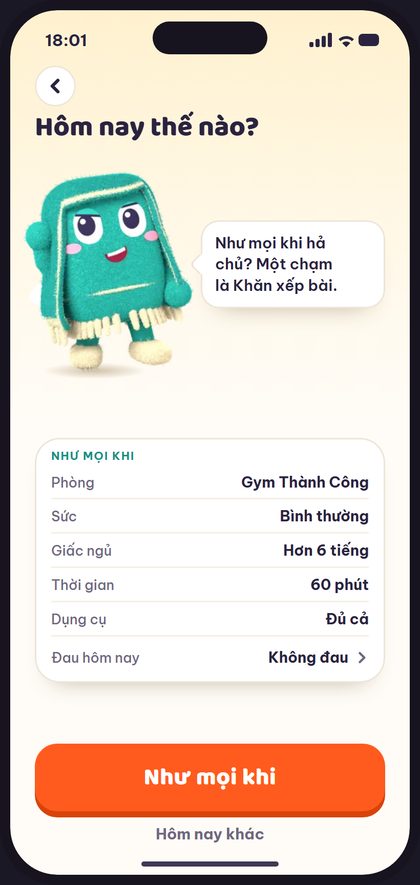 18:01
Hôm nay thế nào?
Như mọi khi hả
chủ? Một chạm
là Khăn xếp bài.
NHƯ MỌI KHI
Phòng Gym Thành Công
Sức Bình thường
Giấc ngủ Hơn 6 tiếng
Thời gian 60 phút
Dụng cụ Đủ cả
Đau hôm nay Không đau
Như mọi khi
Hôm nay khác